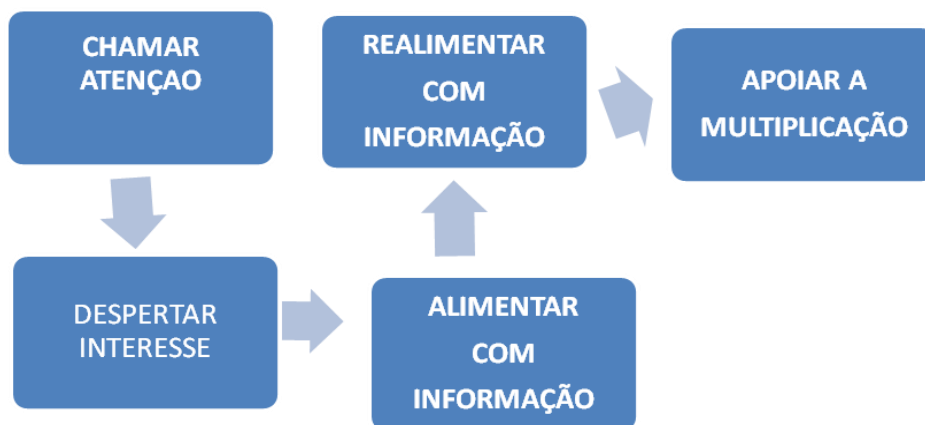 CHAMAR
ATENÇAO
DESPERTAR
INTERESSE
ALIMENTAR
COM
INFORMAÇÃO
REALIMENTAR
COM
INFORMAÇÃO
APOIAR A
MULTIPLICAÇÃO